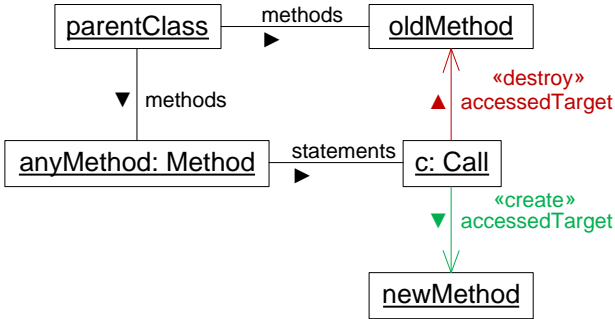 methods
parentClass
oldMethod
«destroy»
accessedTarget
methods
statements
anyMethod: Method
c: Call
«create»
accessedTarget
newMethod